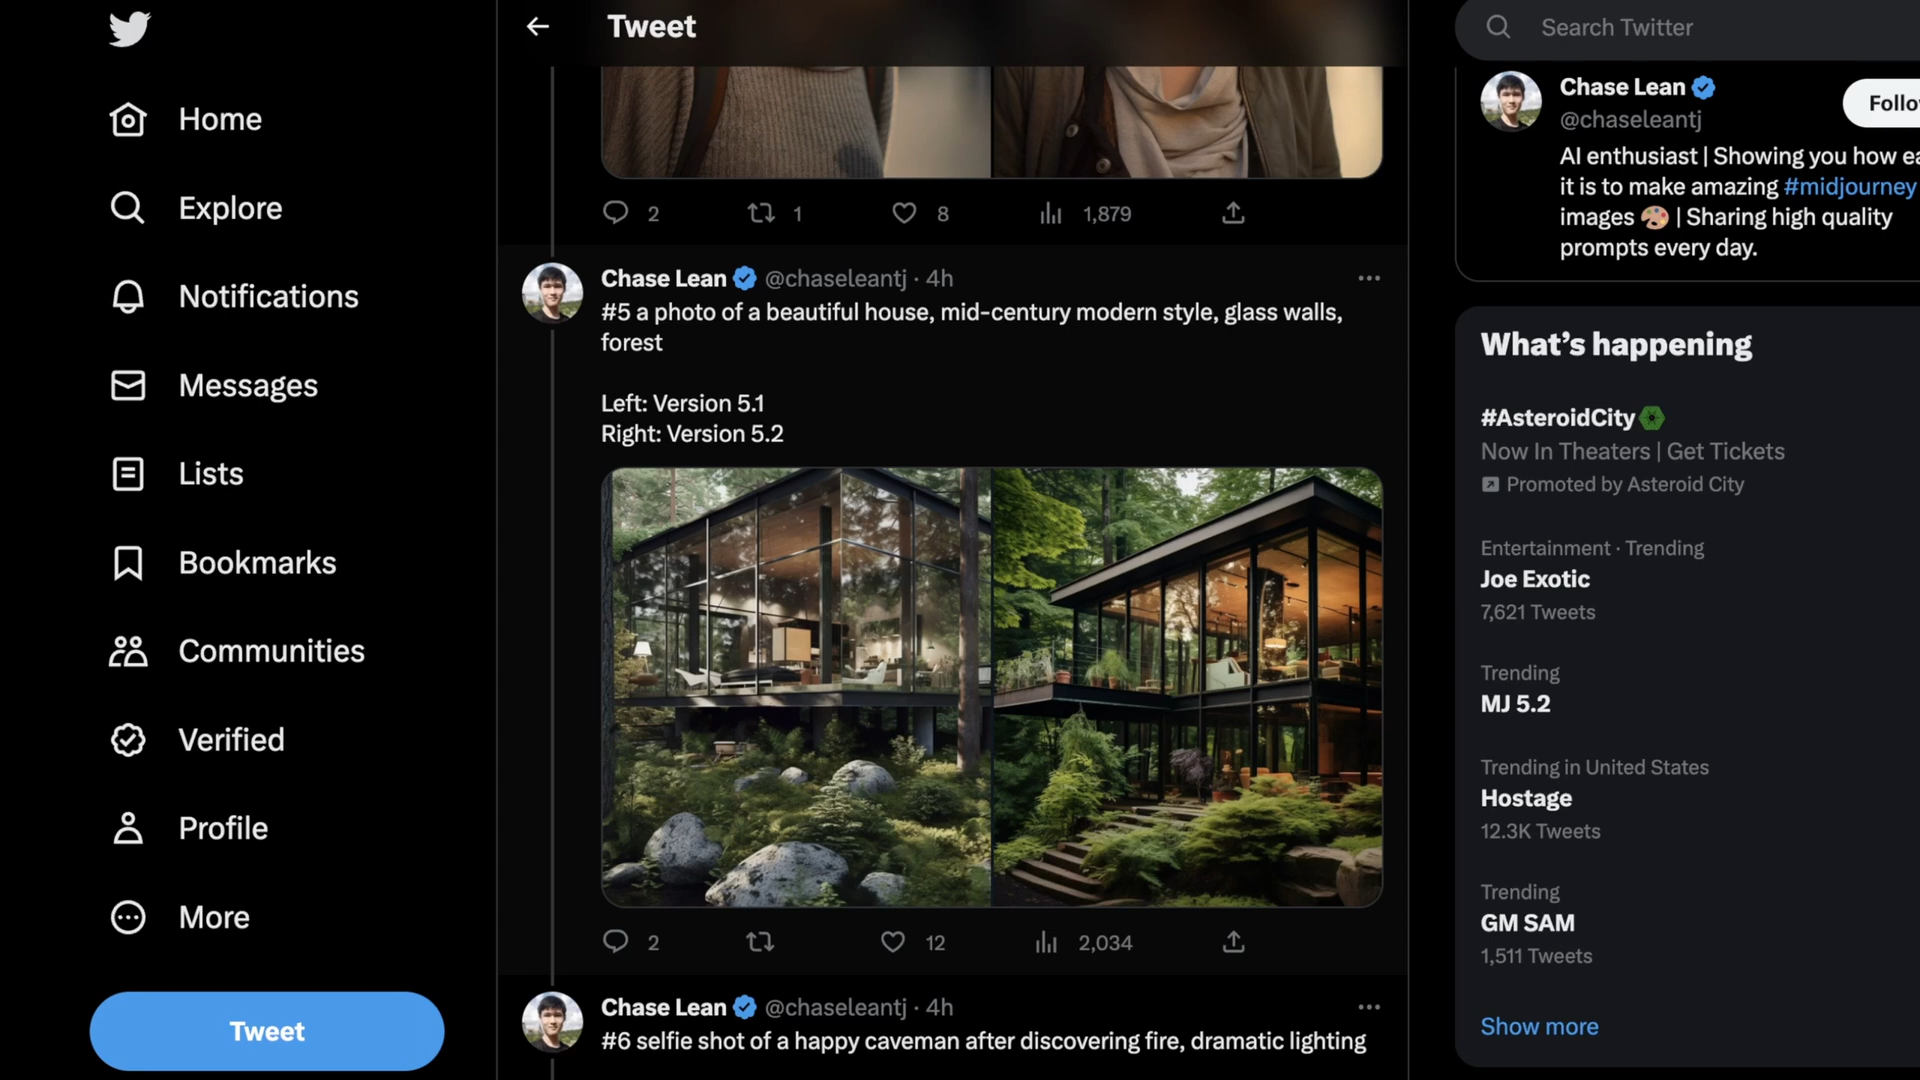 Home
Explore
Notifications
Messages
Lists
Bookmarks
Communities
Verified
Profile
More
Tweet
Tweet
2 1 8 1,879
Chase Lean @chaseleantj · 4h
#5 a photo of a beautiful house, mid-century modern style, glass walls,
forest
Left: Version 5.1
Right: Version 5.2
2 12 2,034
Chase Lean @chaseleantj · 4h
#6 selfie shot of a happy caveman after discovering fire, dramatic lighting
Search Twitter
Chase Lean
@chaseleantj
AI enthusiast | Showing you how
it is to make amazing #midjourney
images | Sharing high quality
prompts every day.
What's happening
#AsteroidCity
Now In Theaters | Get Tickets
Promoted by Asteroid City
Entertainment · Trending
Joe Exotic
7,621 Tweets
Trending
MJ 5.2
Trending in United States
Hostage
12.3K Tweets
Trending
GM SAM
1,511 Tweets
Show more